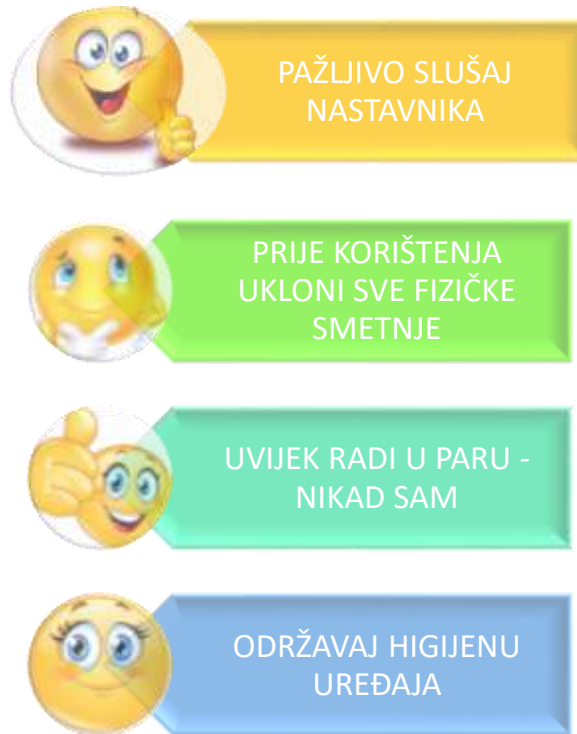 PAŽLJIVO SLUŠAJ
NASTAVNIKA
PRIJE KORIŠTENJA
UKLONI SVE FIZIČKE
SMETNJE
UVIJEK RADI U PARU -
NIKAD SAM
ODRŽAVAJ HIGIJENU
UREĐAJA